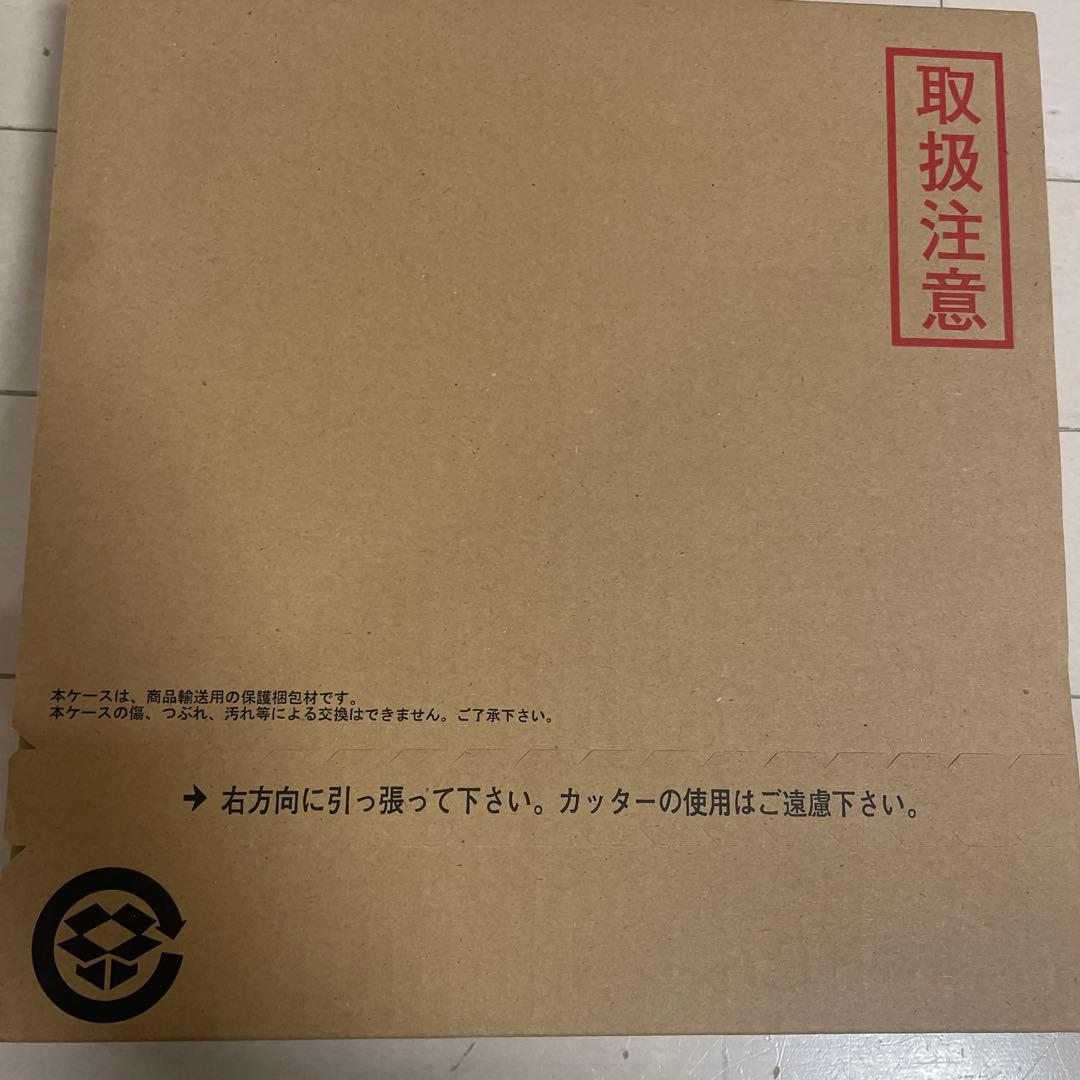 取扱注意
本ケースは、商品輸送用の保護梱包材です。
本ケースの傷、つぶれ、汚れ等による交換はできません。ご了承下さい。
→ 右方向に引っ張って下さい。カッターの使用はご遠慮下さい。